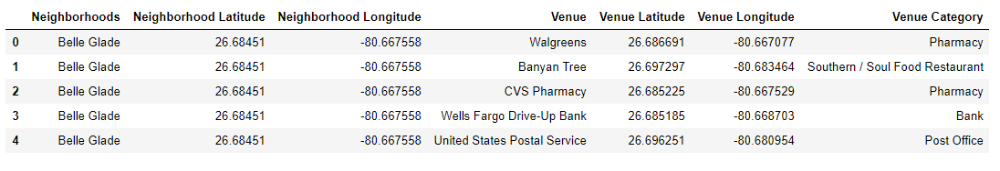 Neighborhoods Neighborhood Latitude Neighborhood Longitude Venue Venue Latitude Venue Longitude Venue Category
0 Belle Glade 26.68451 -80.667558 Walgreens 26.686691 -80.667077 Pharmacy
1 Belle Glade 26.68451 -80.667558 Banyan Tree 26.697297 -80.683464 Southern / Soul Food Restaurant
2 Belle Glade 26.68451 -80.667558 CVS Pharmacy 26.685225 -80.667529 Pharmacy
3 Belle Glade 26.68451 -80.667558 Wells Fargo Drive-Up Bank 26.685185 -80.668703 Bank
4 Belle Glade 26.68451 -80.667558 United States Postal Service 26.696251 -80.680954 Post Office